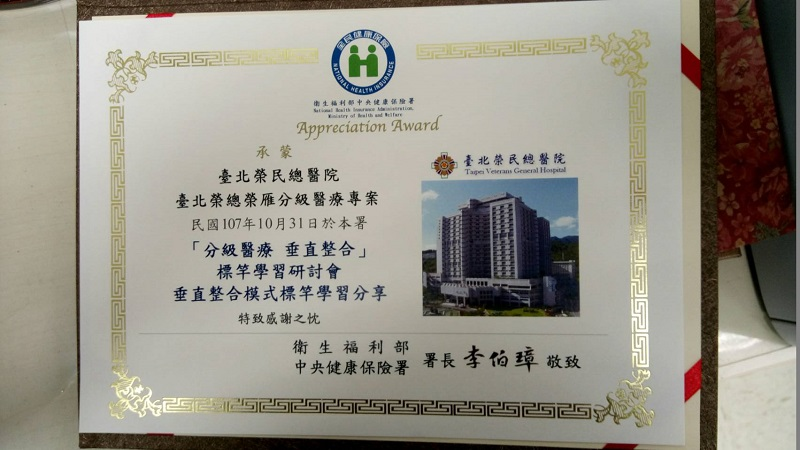 全民健康保險
NATIONAL HEALTH INSURANCE
衛生福利部中央健康保險署
National Health Insurance Administration,
Ministry of Health and Welfare
Appreciation Award
承蒙
臺北榮民總醫院
臺北榮總榮雁分級醫療專案
民國107年10月31日於本署
「分級醫療 垂直整合」
標竿學習研討會
垂直整合模式標竿學習分享
特致感謝之忱
臺北榮民總醫院
Taipei Veterans General Hospital
衛生福利部
中央健康保險署 署長 李伯璋 敬致